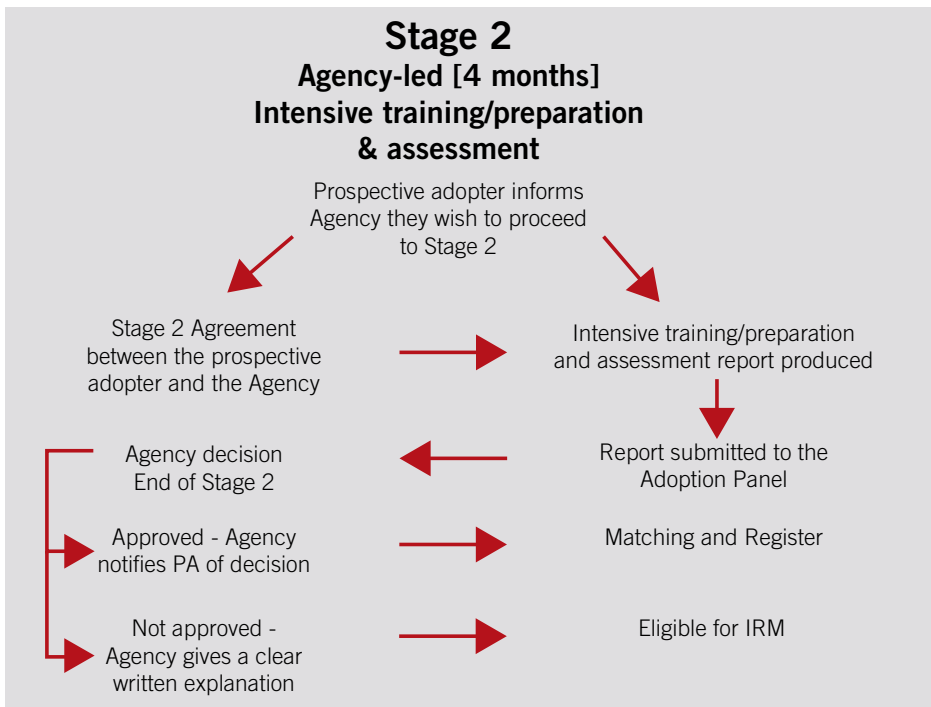 Stage 2
Agency-led [4 months]
Intensive training/preparation
& assessment
Prospective adopter informs
Agency they wish to proceed
to Stage 2
Stage 2 Agreement
between the prospective
adopter and the Agency
Intensive training/preparation
and assessment report produced
Report submitted to the
Adoption Panel
Agency decision
End of Stage 2
Approved - Agency
notifies PA of decision
Matching and Register
Not approved -
Agency gives a clear
written explanation
Eligible for IRM